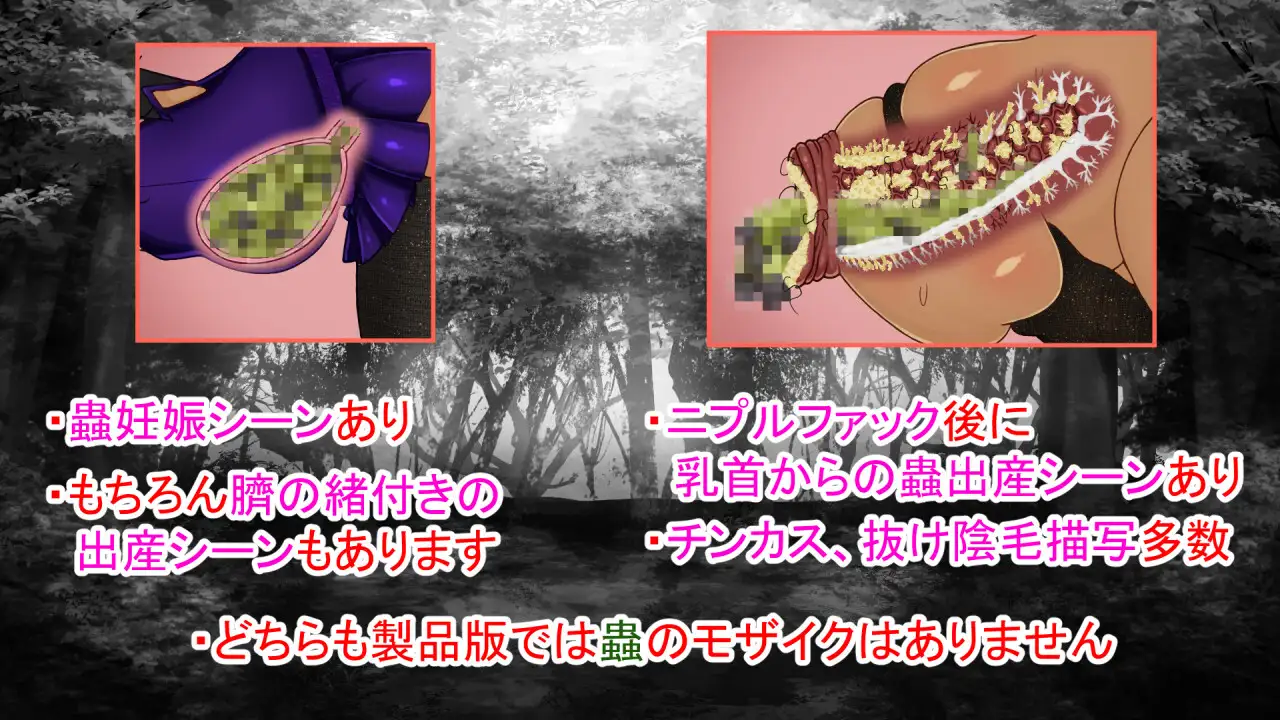 ・蟲妊娠シーンあり
・もちろん臍の緒付きの
出産シーンもあります
・ニプルファック後に
乳首からの蟲出産シーンあり
・チンカス、抜け陰毛描写多数
・どちらも製品版では蟲のモザイクはありません